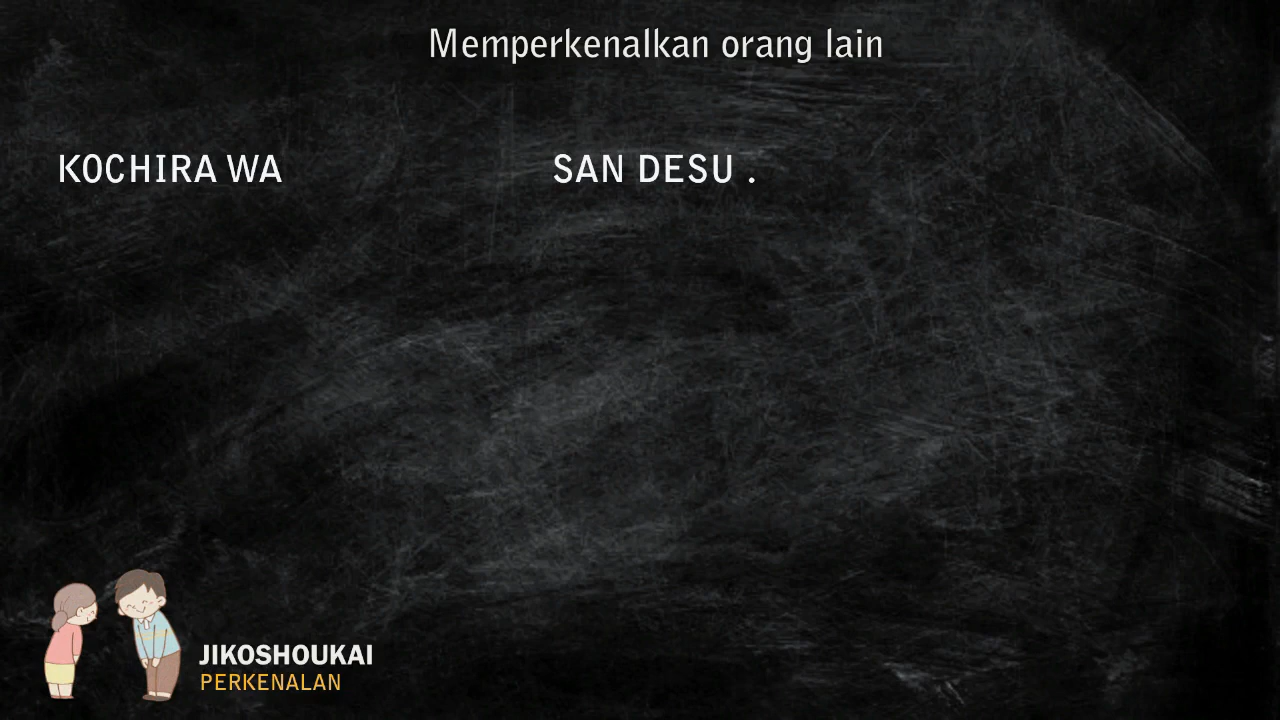 Memperkenalkan orang lain
KOCHIRA WA SAN DESU .
JIKOSHOUKAI
PERKENALAN